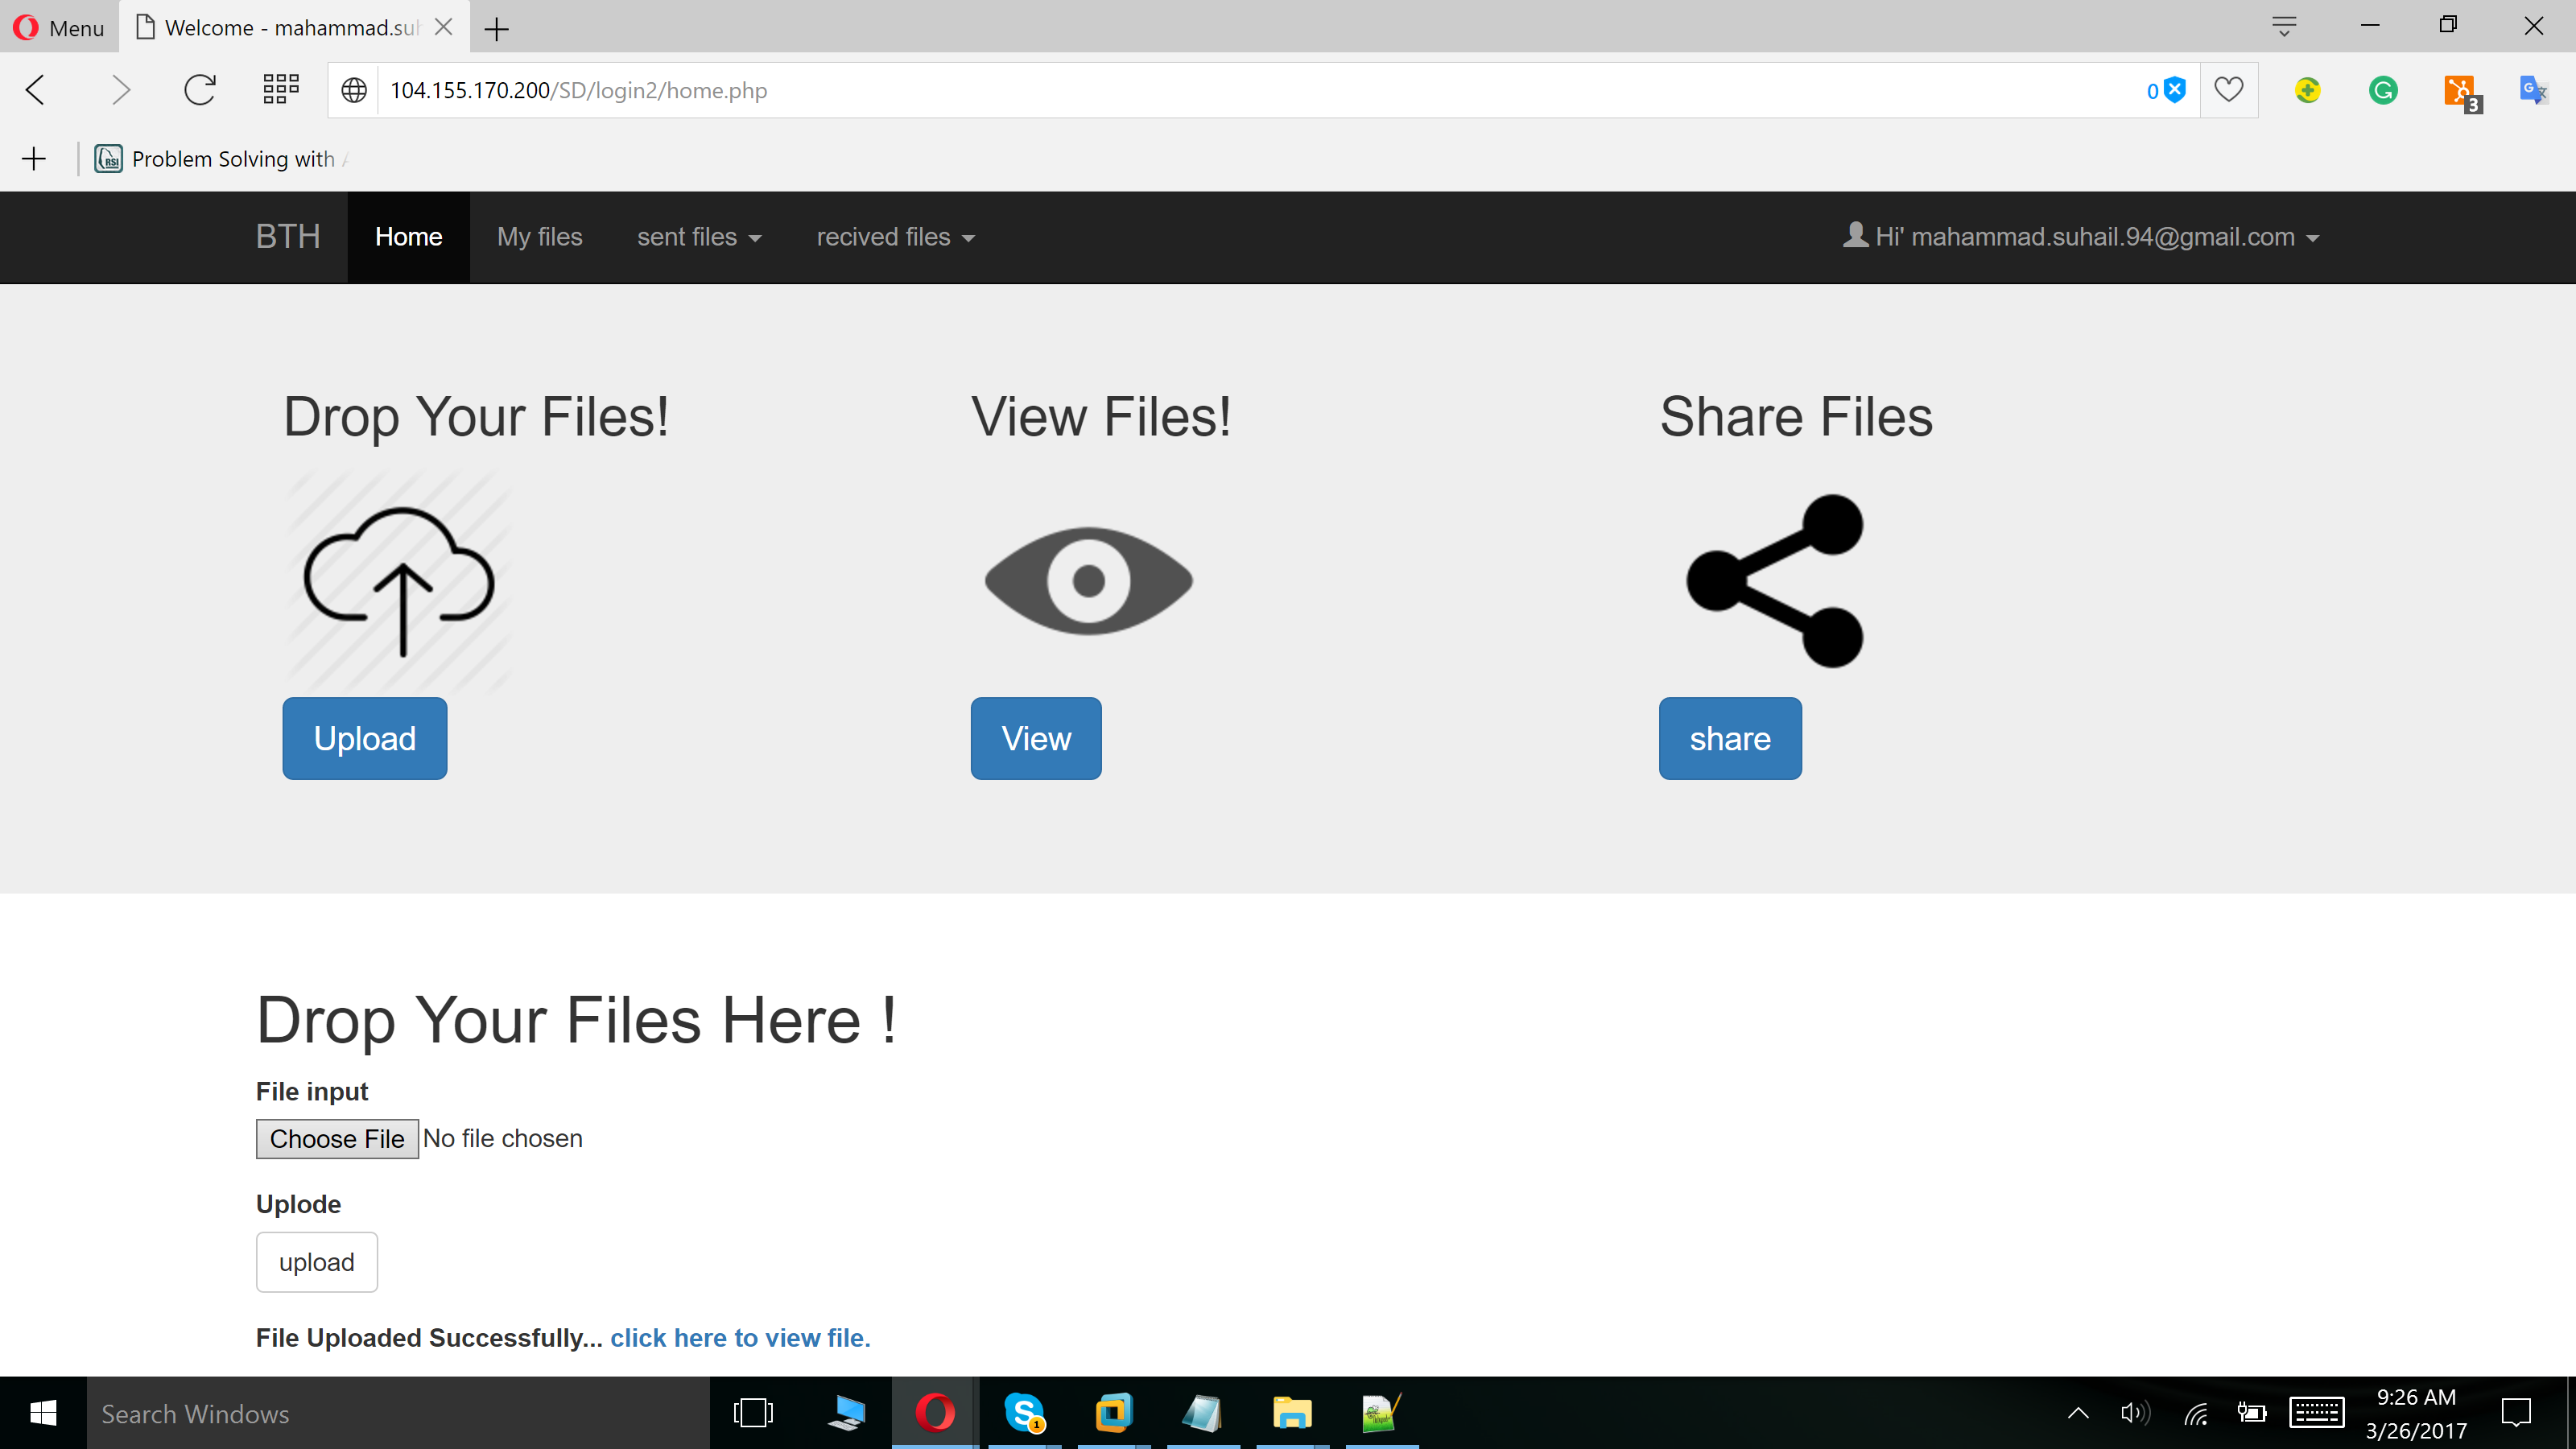 Menu
Welcome - mahammad.suh
104.155.170.200/SD/login2/home.php
0
3
Problem Solving with
BTH Home My files sent files recived files Hi' mahammad.suhail.94@gmail.com
Drop Your Files! View Files! Share Files
Upload View share
Drop Your Files Here !
File input
Choose File No file chosen
Uplode
upload
File Uploaded Successfully... click here to view file.
Search Windows
1
9:26 AM
3/26/2017